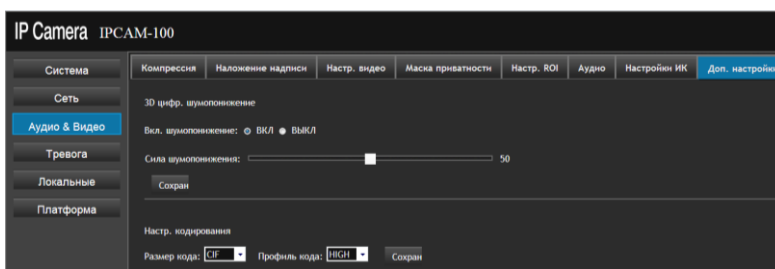 IP Camera IPCAM-100
Компрессия Наложение надписи Настр. видео Маска приватности Настр. ROI Аудио Настройки ИК Доп. настройки
Система
Сеть
Аудио & Видео
Тревога
Локальные
Платформа
3D цифр. шумопонижение
Вкл. шумопонижение: ВКЛ ВЫКЛ
Сила шумопонижения: 50
Сохран
Настр. кодирования
Размер кода: CIF Профиль кода: HIGH Сохран